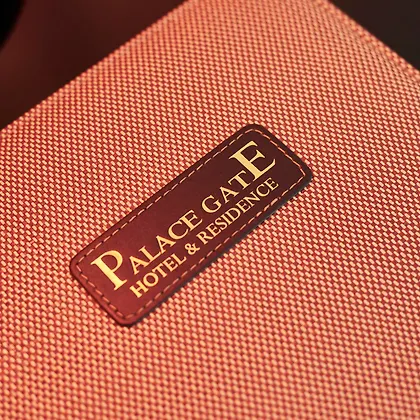 PALACE GATE
HOTEL & RESIDENCE